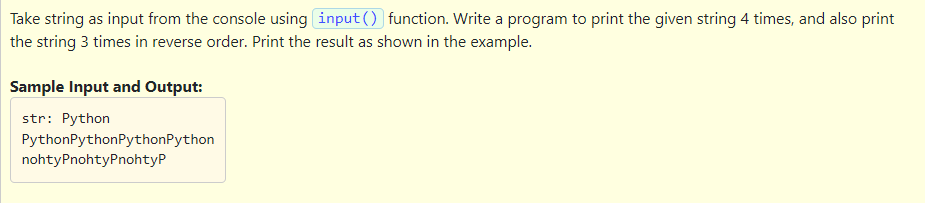 Take string as input from the console using input() function. Write a program to print the given string 4 times, and also print
the string 3 times in reverse order. Print the result as shown in the example.
Sample Input and Output:
str: Python
PythonPythonPythonPython
nohtyPnohtyPnohtyP